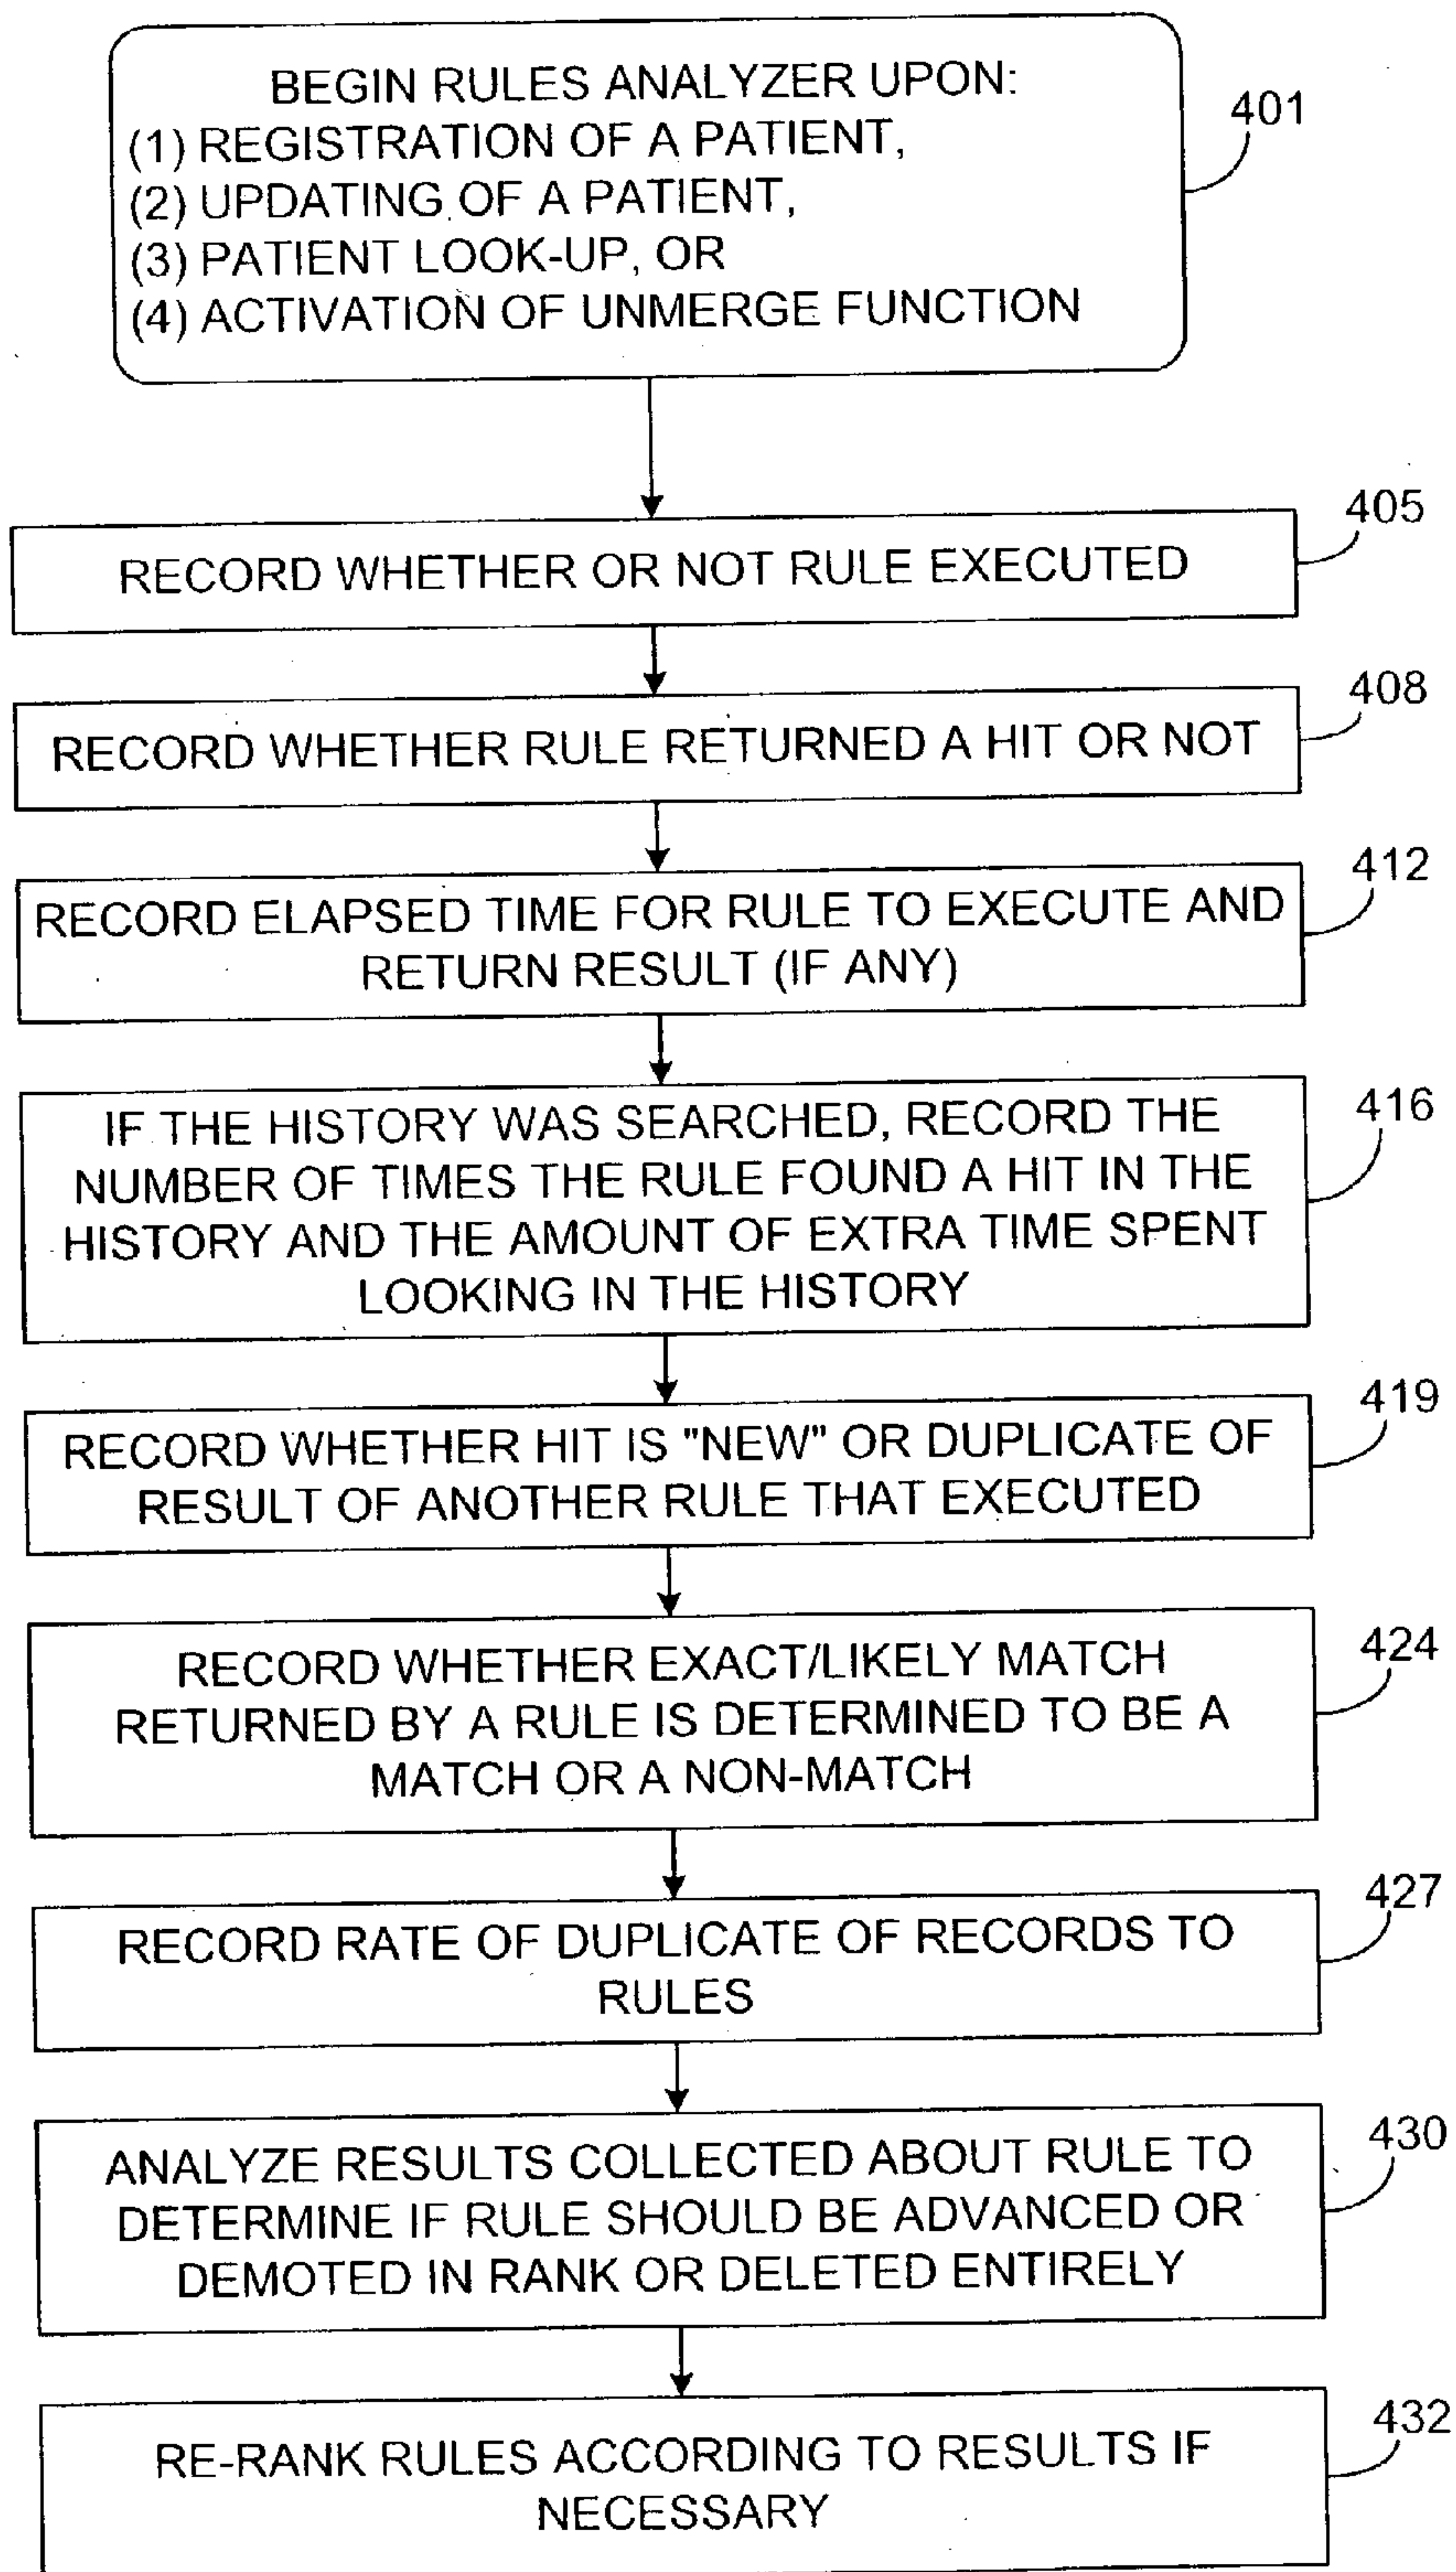 BEGIN RULES ANALYZER UPON:
(1) REGISTRATION OF A PATIENT,
(2) UPDATING OF A PATIENT,
(3) PATIENT LOOK-UP, OR
(4) ACTIVATION OF UNMERGE FUNCTION
401
RECORD WHETHER OR NOT RULE EXECUTED
405
RECORD WHETHER RULE RETURNED A HIT OR NOT
408
RECORD ELAPSED TIME FOR RULE TO EXECUTE AND
RETURN RESULT (IF ANY)
412
IF THE HISTORY WAS SEARCHED, RECORD THE
NUMBER OF TIMES THE RULE FOUND A HIT IN THE
HISTORY AND THE AMOUNT OF EXTRA TIME SPENT
LOOKING IN THE HISTORY
416
RECORD WHETHER HIT IS "NEW" OR DUPLICATE OF
RESULT OF ANOTHER RULE THAT EXECUTED
419
RECORD WHETHER EXACT/LIKELY MATCH
RETURNED BY A RULE IS DETERMINED TO BE A
MATCH OR A NON-MATCH
424
RECORD RATE OF DUPLICATE OF RECORDS TO
RULES
427
ANALYZE RESULTS COLLECTED ABOUT RULE TO
DETERMINE IF RULE SHOULD BE ADVANCED OR
DEMOTED IN RANK OR DELETED ENTIRELY
430
RE-RANK RULES ACCORDING TO RESULTS IF
NECESSARY
432